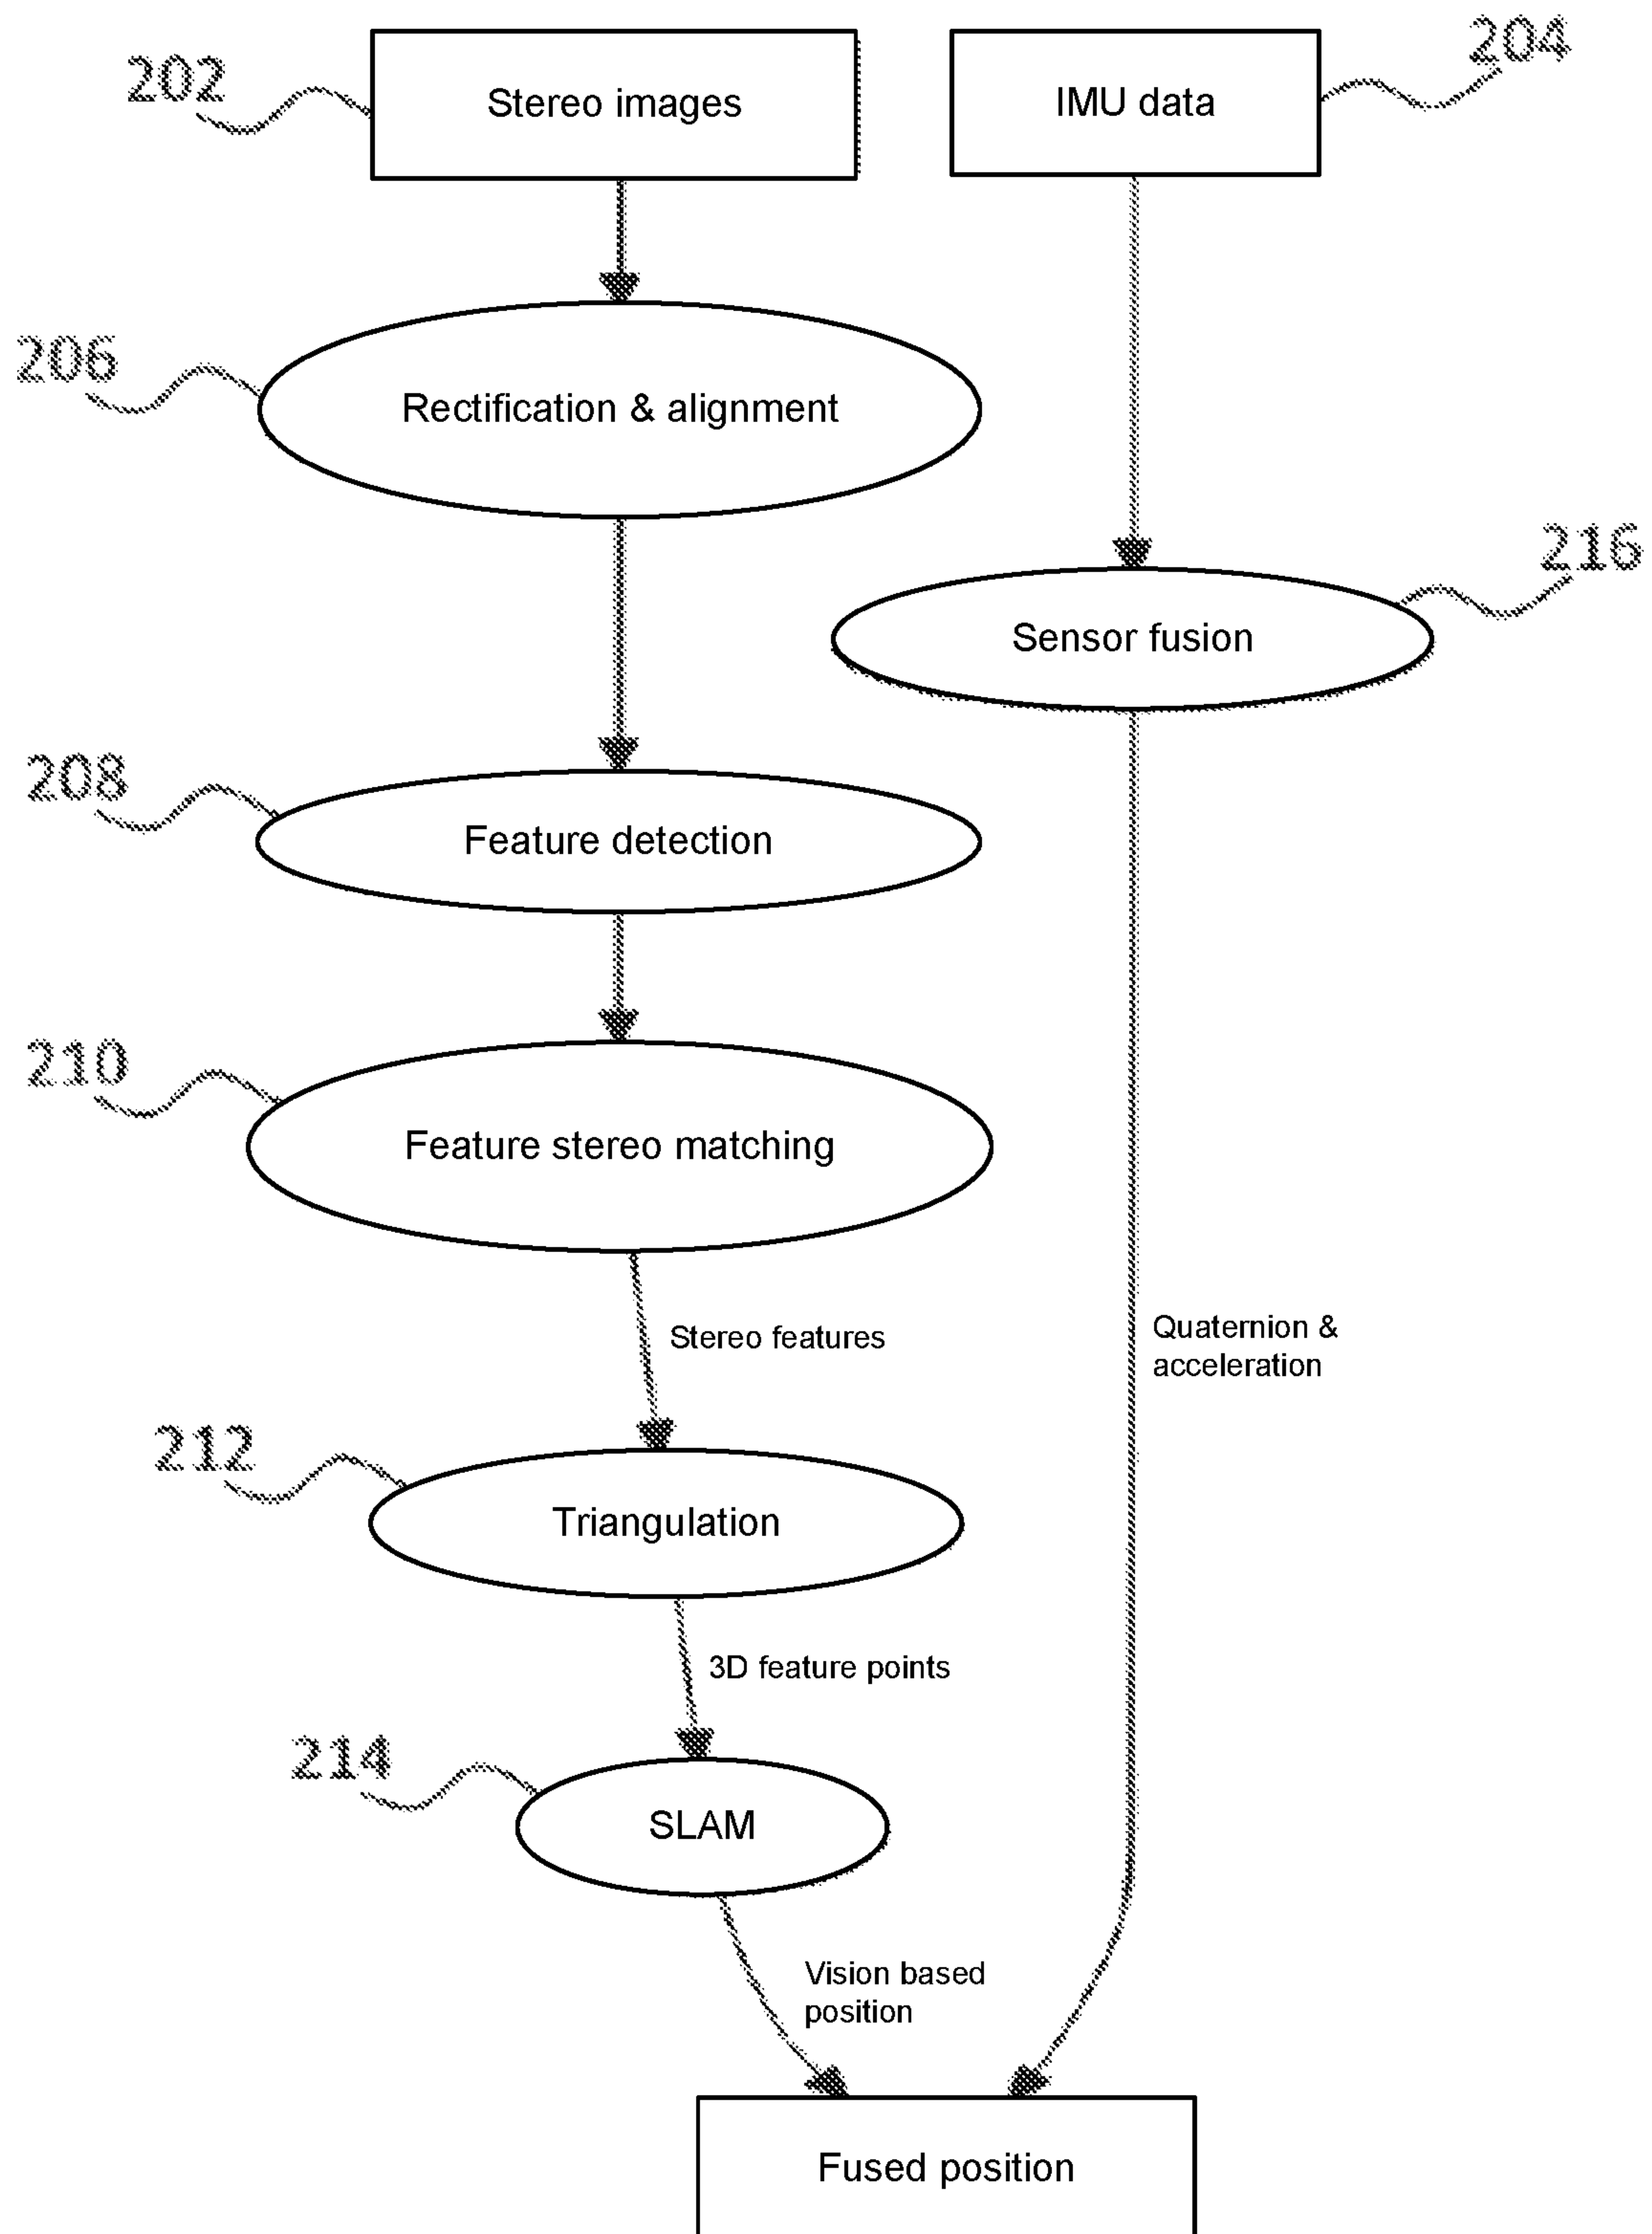 202
Stereo images
IMU data
204
206
Rectification & alignment
216
Sensor fusion
208
Feature detection
210
Feature stereo matching
Stereo features
Quaternion &
acceleration
212
Triangulation
3D feature points
214
SLAM
Vision based
position
Fused position